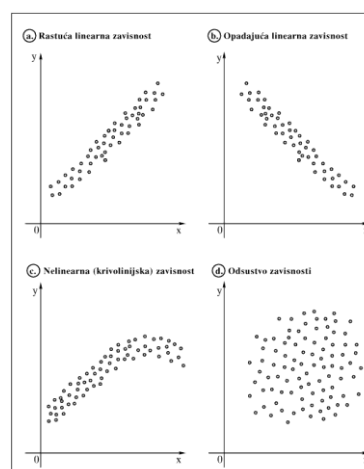 a. Rastuća linearna zavisnost
y
0
x
b. Opadajuća linearna zavisnost
y
0
c. Nelinearna (krivolinijska) zavisnost
y
0
x
d. Odsustvo zavisnosti
y
0